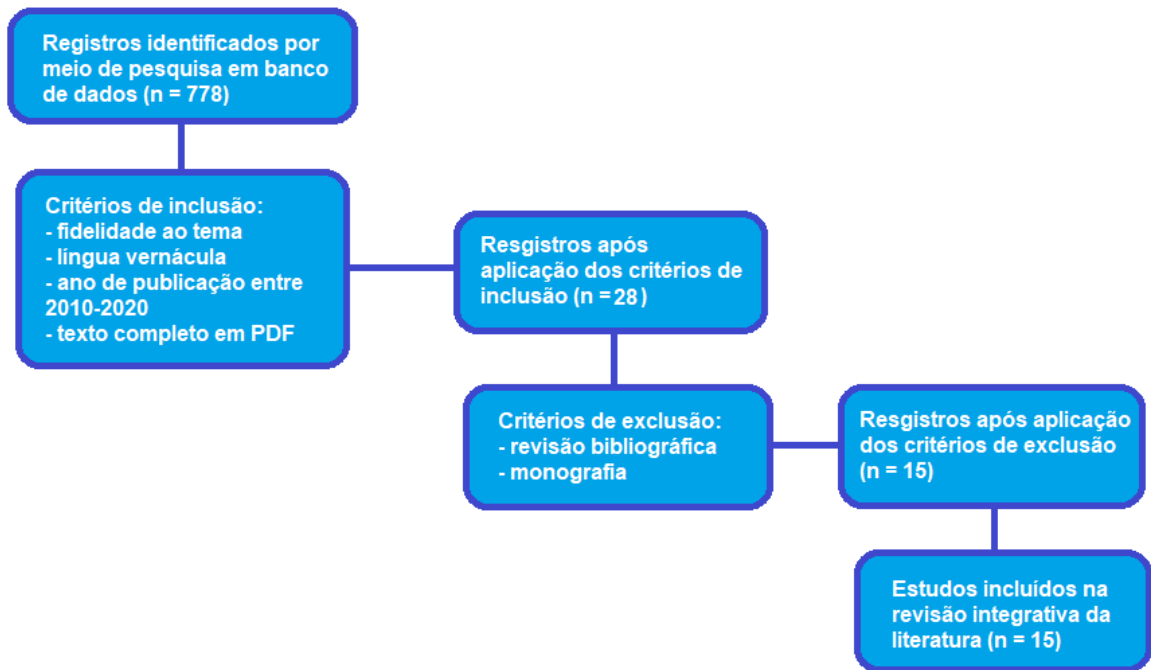 Registros identificados por
meio de pesquisa em banco
de dados (n = 778)
Critérios de inclusão:
- fidelidade ao tema
- língua vernácula
- ano de publicação entre
2010-2020
- texto completo em PDF
Resgistros após
aplicação dos critérios de
inclusão (n = 28)
Critérios de exclusão:
- revisão bibliográfica
- monografia
Resgistros após aplicação
dos critérios de exclusão
(n = 15)
Estudos incluídos na
revisão integrativa da
literatura (n = 15)